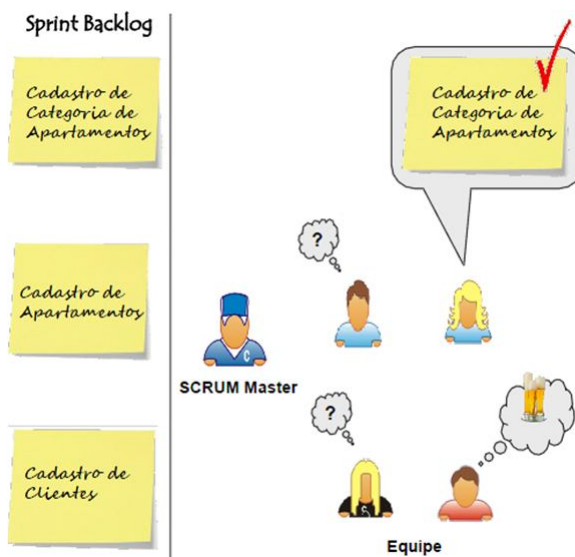 Sprint Backlog
Cadastro de
Categoria de
Apartamentos
Cadastro de
Apartamentos
Cadastro de
Clientes
Cadastro de
Categoria de
Apartamentos
?
C
SCRUM Master
?
Equipe